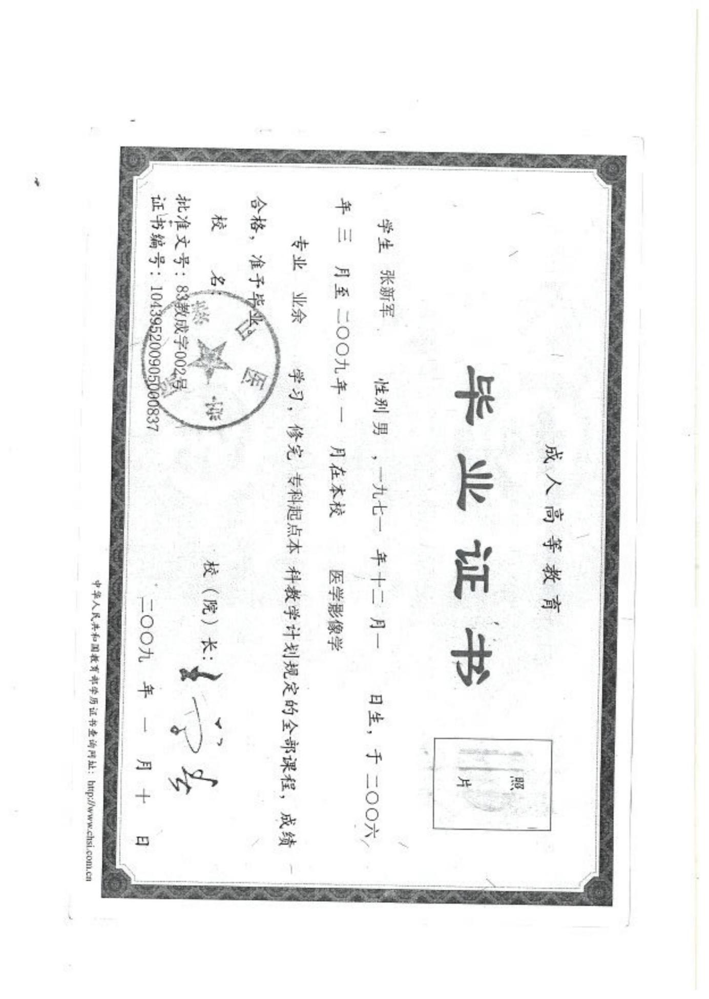 成人高等教育
毕业证书
照
片
学生 张新军 性别 男 ,一九七一 年 十二 月 一 日生, 于 二〇〇六
年 三 月至 二〇〇九 年 一 月在本校 医学影像学
专业 业余 学习, 修完 专科起点本 科教学计划规定的全部课程, 成绩
合格, 准予毕业
校 名: 校(院)长:
泰山医学院
批准文号: 83教成字002号
证书编号: 104395200905000837
二〇〇九 年 一 月 十 日
中华人民共和国教育部学历证书查询网址: http://www.chsi.com.cn